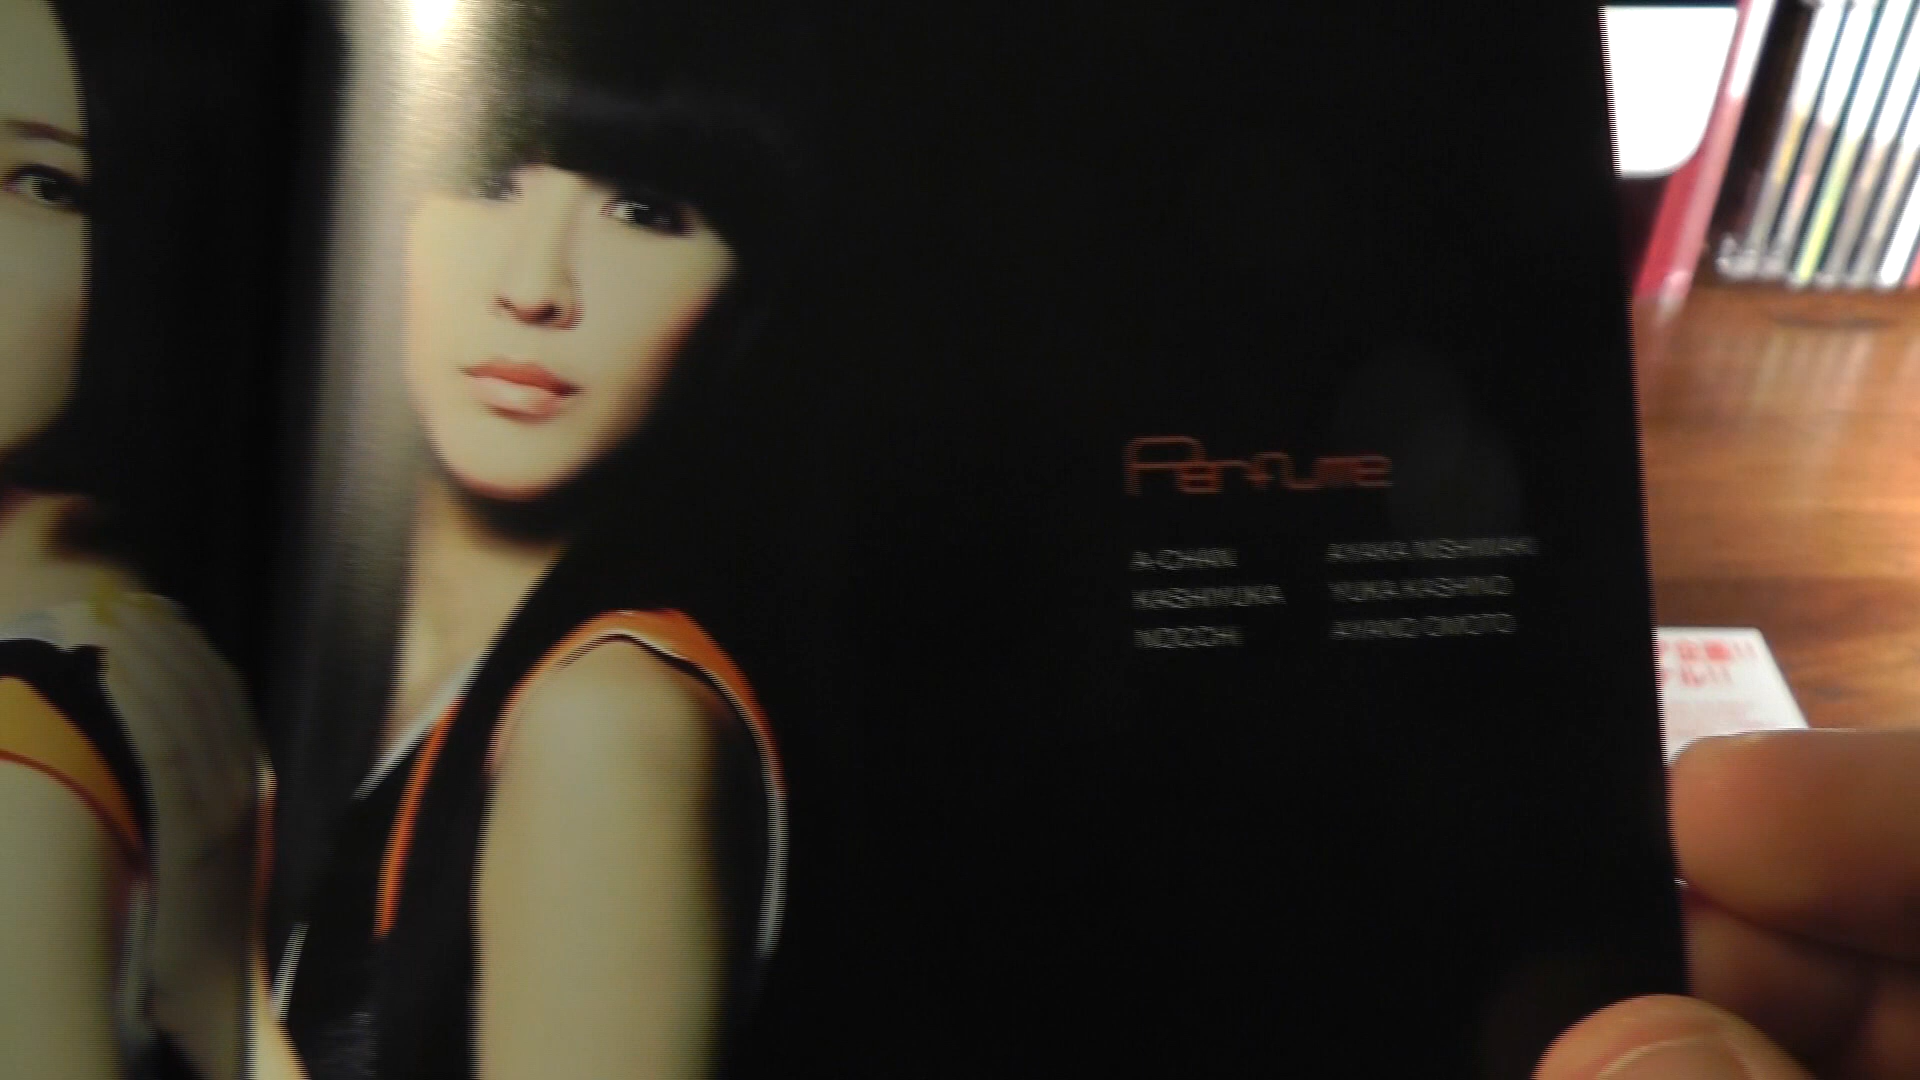 Perfume
A-CHAN AYAKA NISHIWAKI
KASHIYUKA YUKA KASHINO
NOCCHI AYANO OMOTO